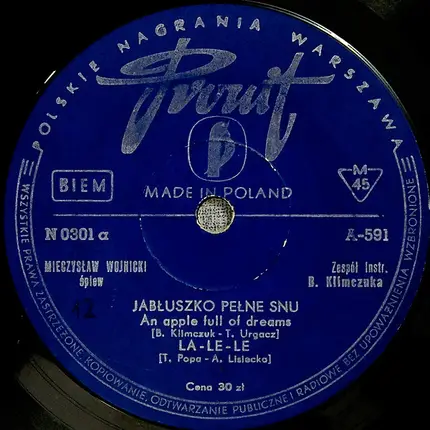 POLSKIE NAGRANIA WARSZAWA
Pronit
P
BIEM
MADE IN POLAND
M
45
N 0301 a
A-591
MIECZYSŁAW WOJNICKI
śpiew
Zespół Instr.
B. Klimczuka
42
JABŁUSZKO PEŁNE SNU
An apple full of dreams
[B. Klimczuk - T. Urgacz]
LA-LE-LE
[T. Popa - A. Lisiecka]
Cena 30 zł
WSZYSTKIE PRAWA ZASTRZEŻONE. KOPIOWANIE, ODTWARZANIE PUBLICZNE I RADIOWE BEZ UPOWAŻNIENIA WZBRONIONE